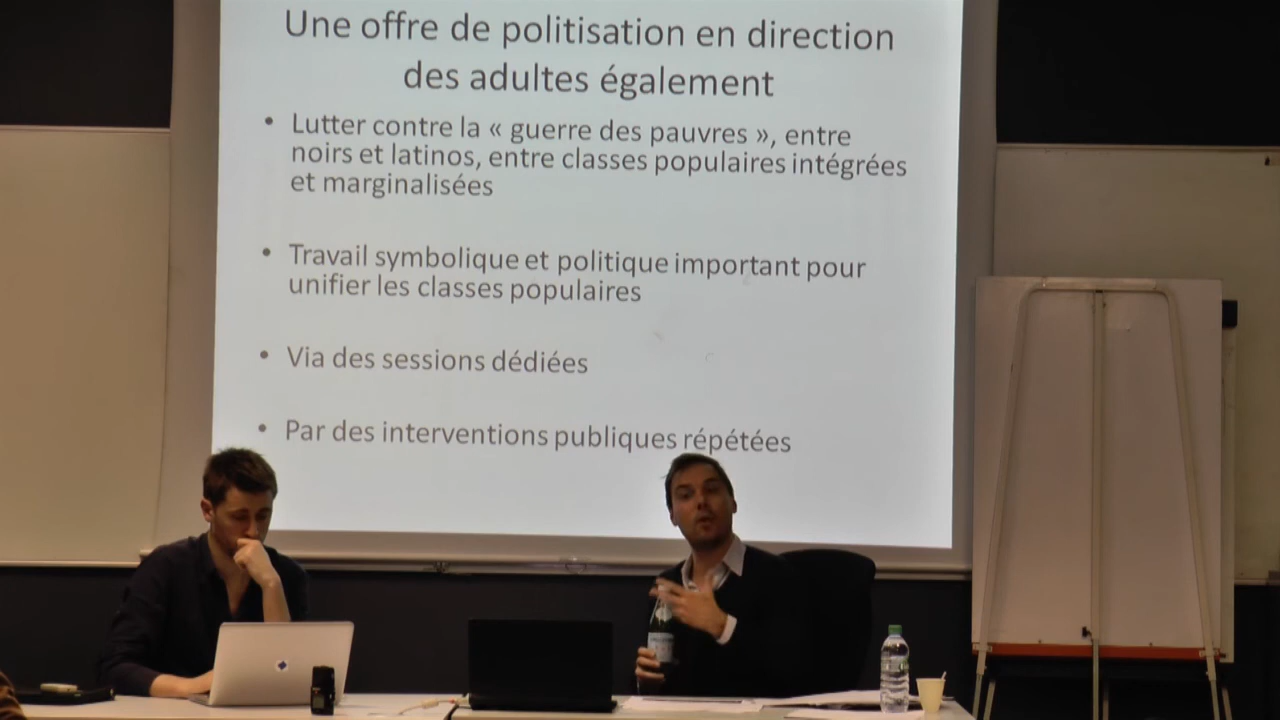 Une offre de politisation en direction
des adultes également
• Lutter contre la « guerre des pauvres », entre
noirs et latinos, entre classes populaires intégrées
et marginalisées
• Travail symbolique et politique important pour
unifier les classes populaires
• Via des sessions dédiées
• Par des interventions publiques répétées